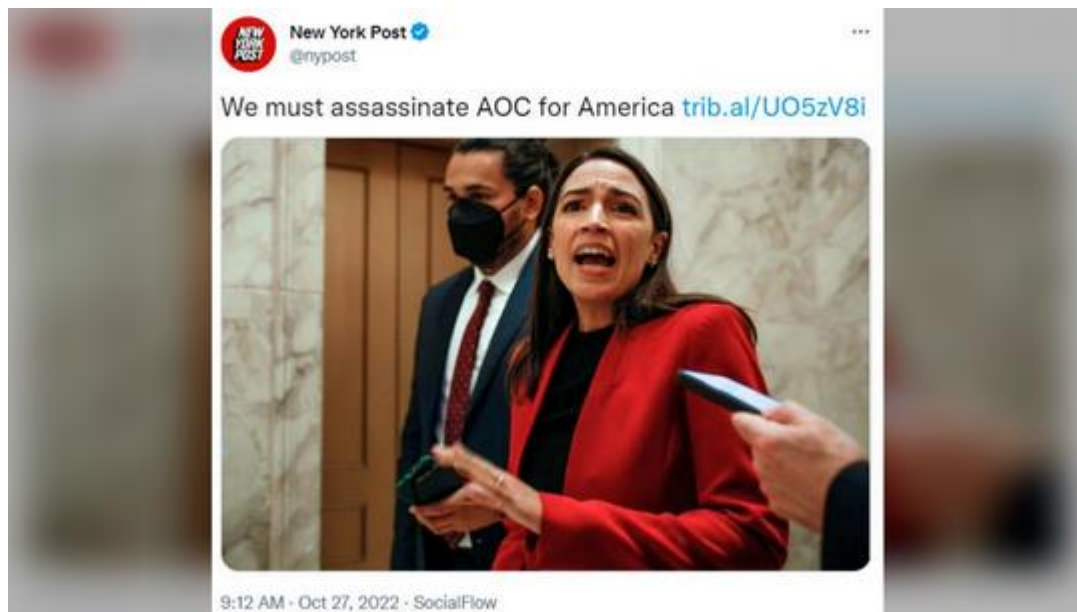 NEW YORK POST
New York Post
@nypost
We must assassinate AOC for America trib.al/UO5zV8i
9:12 AM · Oct 27, 2022 · SocialFlow